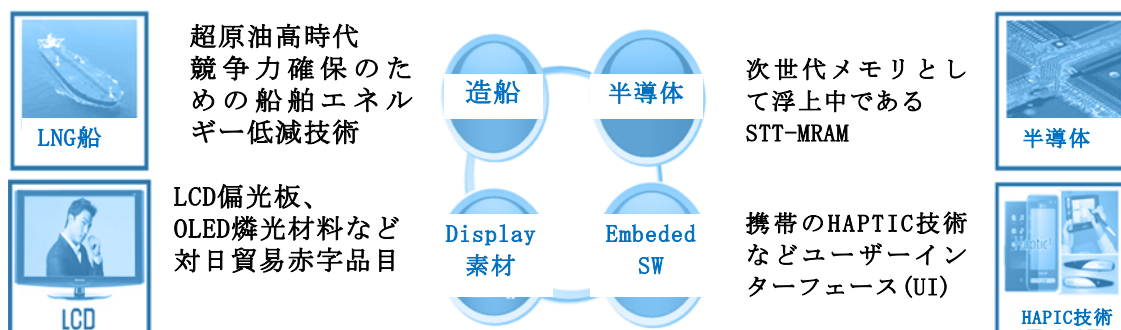 超原油高時代
競争力確保のた
めの船舶エネル
ギー低減技術
LNG船
造船
半導体
次世代メモリとし
て浮上中である
STT-MRAM
半導体
LCD偏光板、
OLED燐光材料など
対日貿易赤字品目
LCD
Display
素材
Embeded
SW
携帯のHAPTIC技術
などユーザーイン
ターフェース(UI)
HAPIC技術